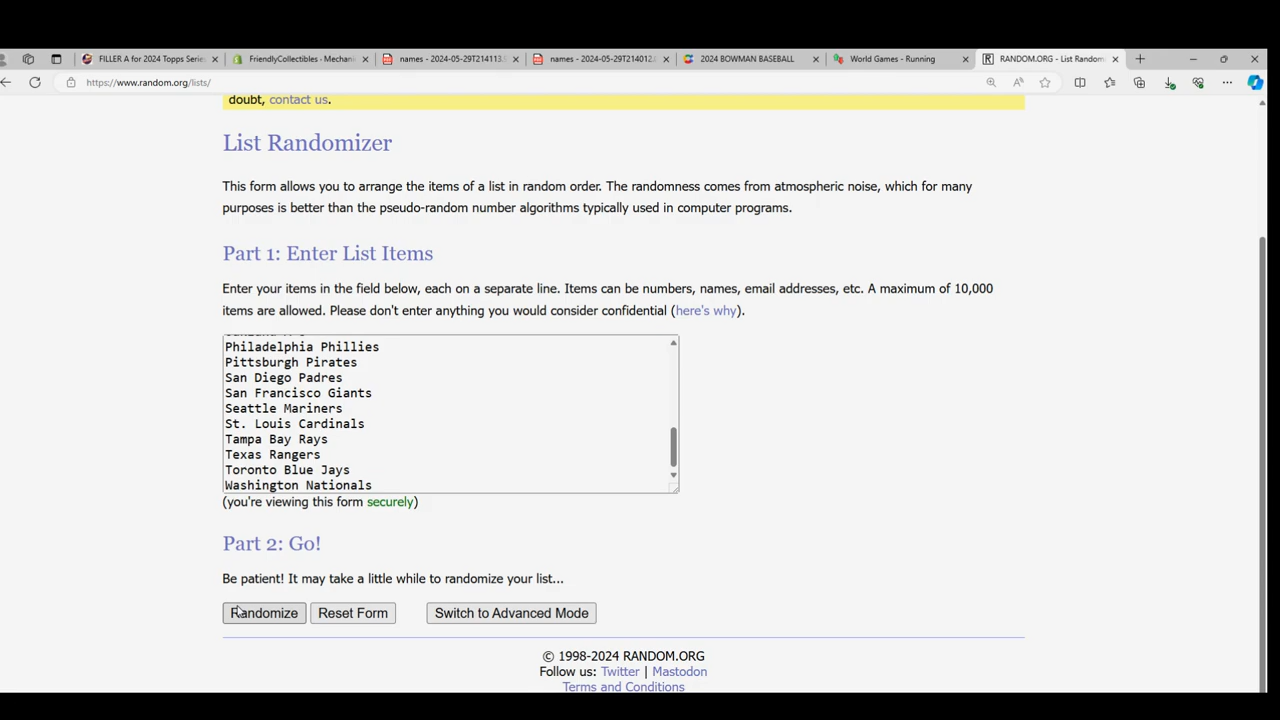 FILLER A for 2024 Topps Serie
FriendlyCollectibles · Mechani
names - 2024-05-29T214113.
names - 2024-05-29T214012.
2024 BOWMAN BASEBALL
World Games - Running
RANDOM.ORG - List Random
https://www.random.org/lists/
doubt, contact us.
List Randomizer
This form allows you to arrange the items of a list in random order. The randomness comes from atmospheric noise, which for many
purposes is better than the pseudo-random number algorithms typically used in computer programs.
Part 1: Enter List Items
Enter your items in the field below, each on a separate line. Items can be numbers, names, email addresses, etc. A maximum of 10,000
items are allowed. Please don't enter anything you would consider confidential (here's why).
Philadelphia Phillies
Pittsburgh Pirates
San Diego Padres
San Francisco Giants
Seattle Mariners
St. Louis Cardinals
Tampa Bay Rays
Texas Rangers
Toronto Blue Jays
Washington Nationals
(you're viewing this form securely)
Part 2: Go!
Be patient! It may take a little while to randomize your list...
Randomize Reset Form Switch to Advanced Mode
© 1998-2024 RANDOM.ORG
Follow us: Twitter | Mastodon
Terms and Conditions